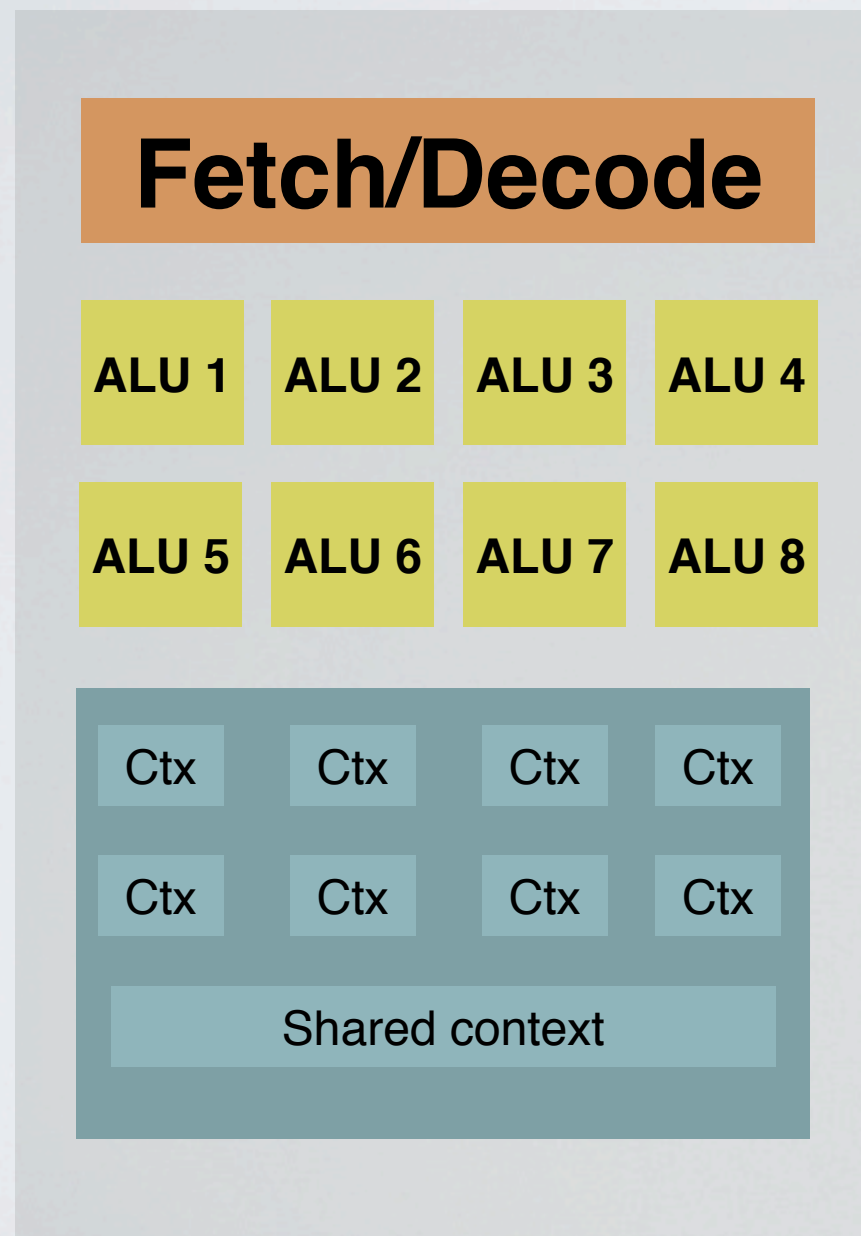 Fetch/Decode
ALU 1 ALU 2 ALU 3 ALU 4
ALU 5 ALU 6 ALU 7 ALU 8
Ctx Ctx Ctx Ctx
Ctx Ctx Ctx Ctx
Shared context